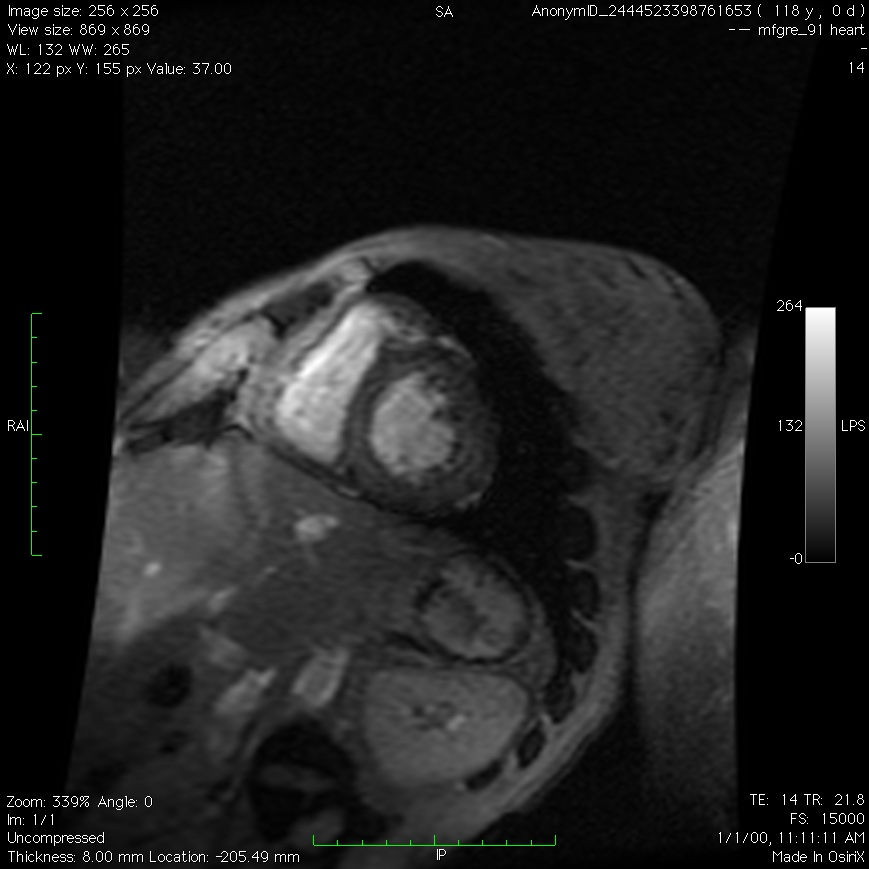 Image size: 256 x 256
View size: 869 x 869
WL: 132 WW: 265
X: 122 px Y: 155 px Value: 37.00
SA
AnonymID_2444523398761653 ( 118 y , 0 d )
-- mfgre_91 heart
-
14
264
132
-0
RAI
LPS
Zoom: 339% Angle: 0
Im: 1/1
Uncompressed
Thickness: 8.00 mm Location: -205.49 mm
IP
TE: 14 TR: 21.8
FS: 15000
1/1/00, 11:11:11 AM
Made In OsiriX